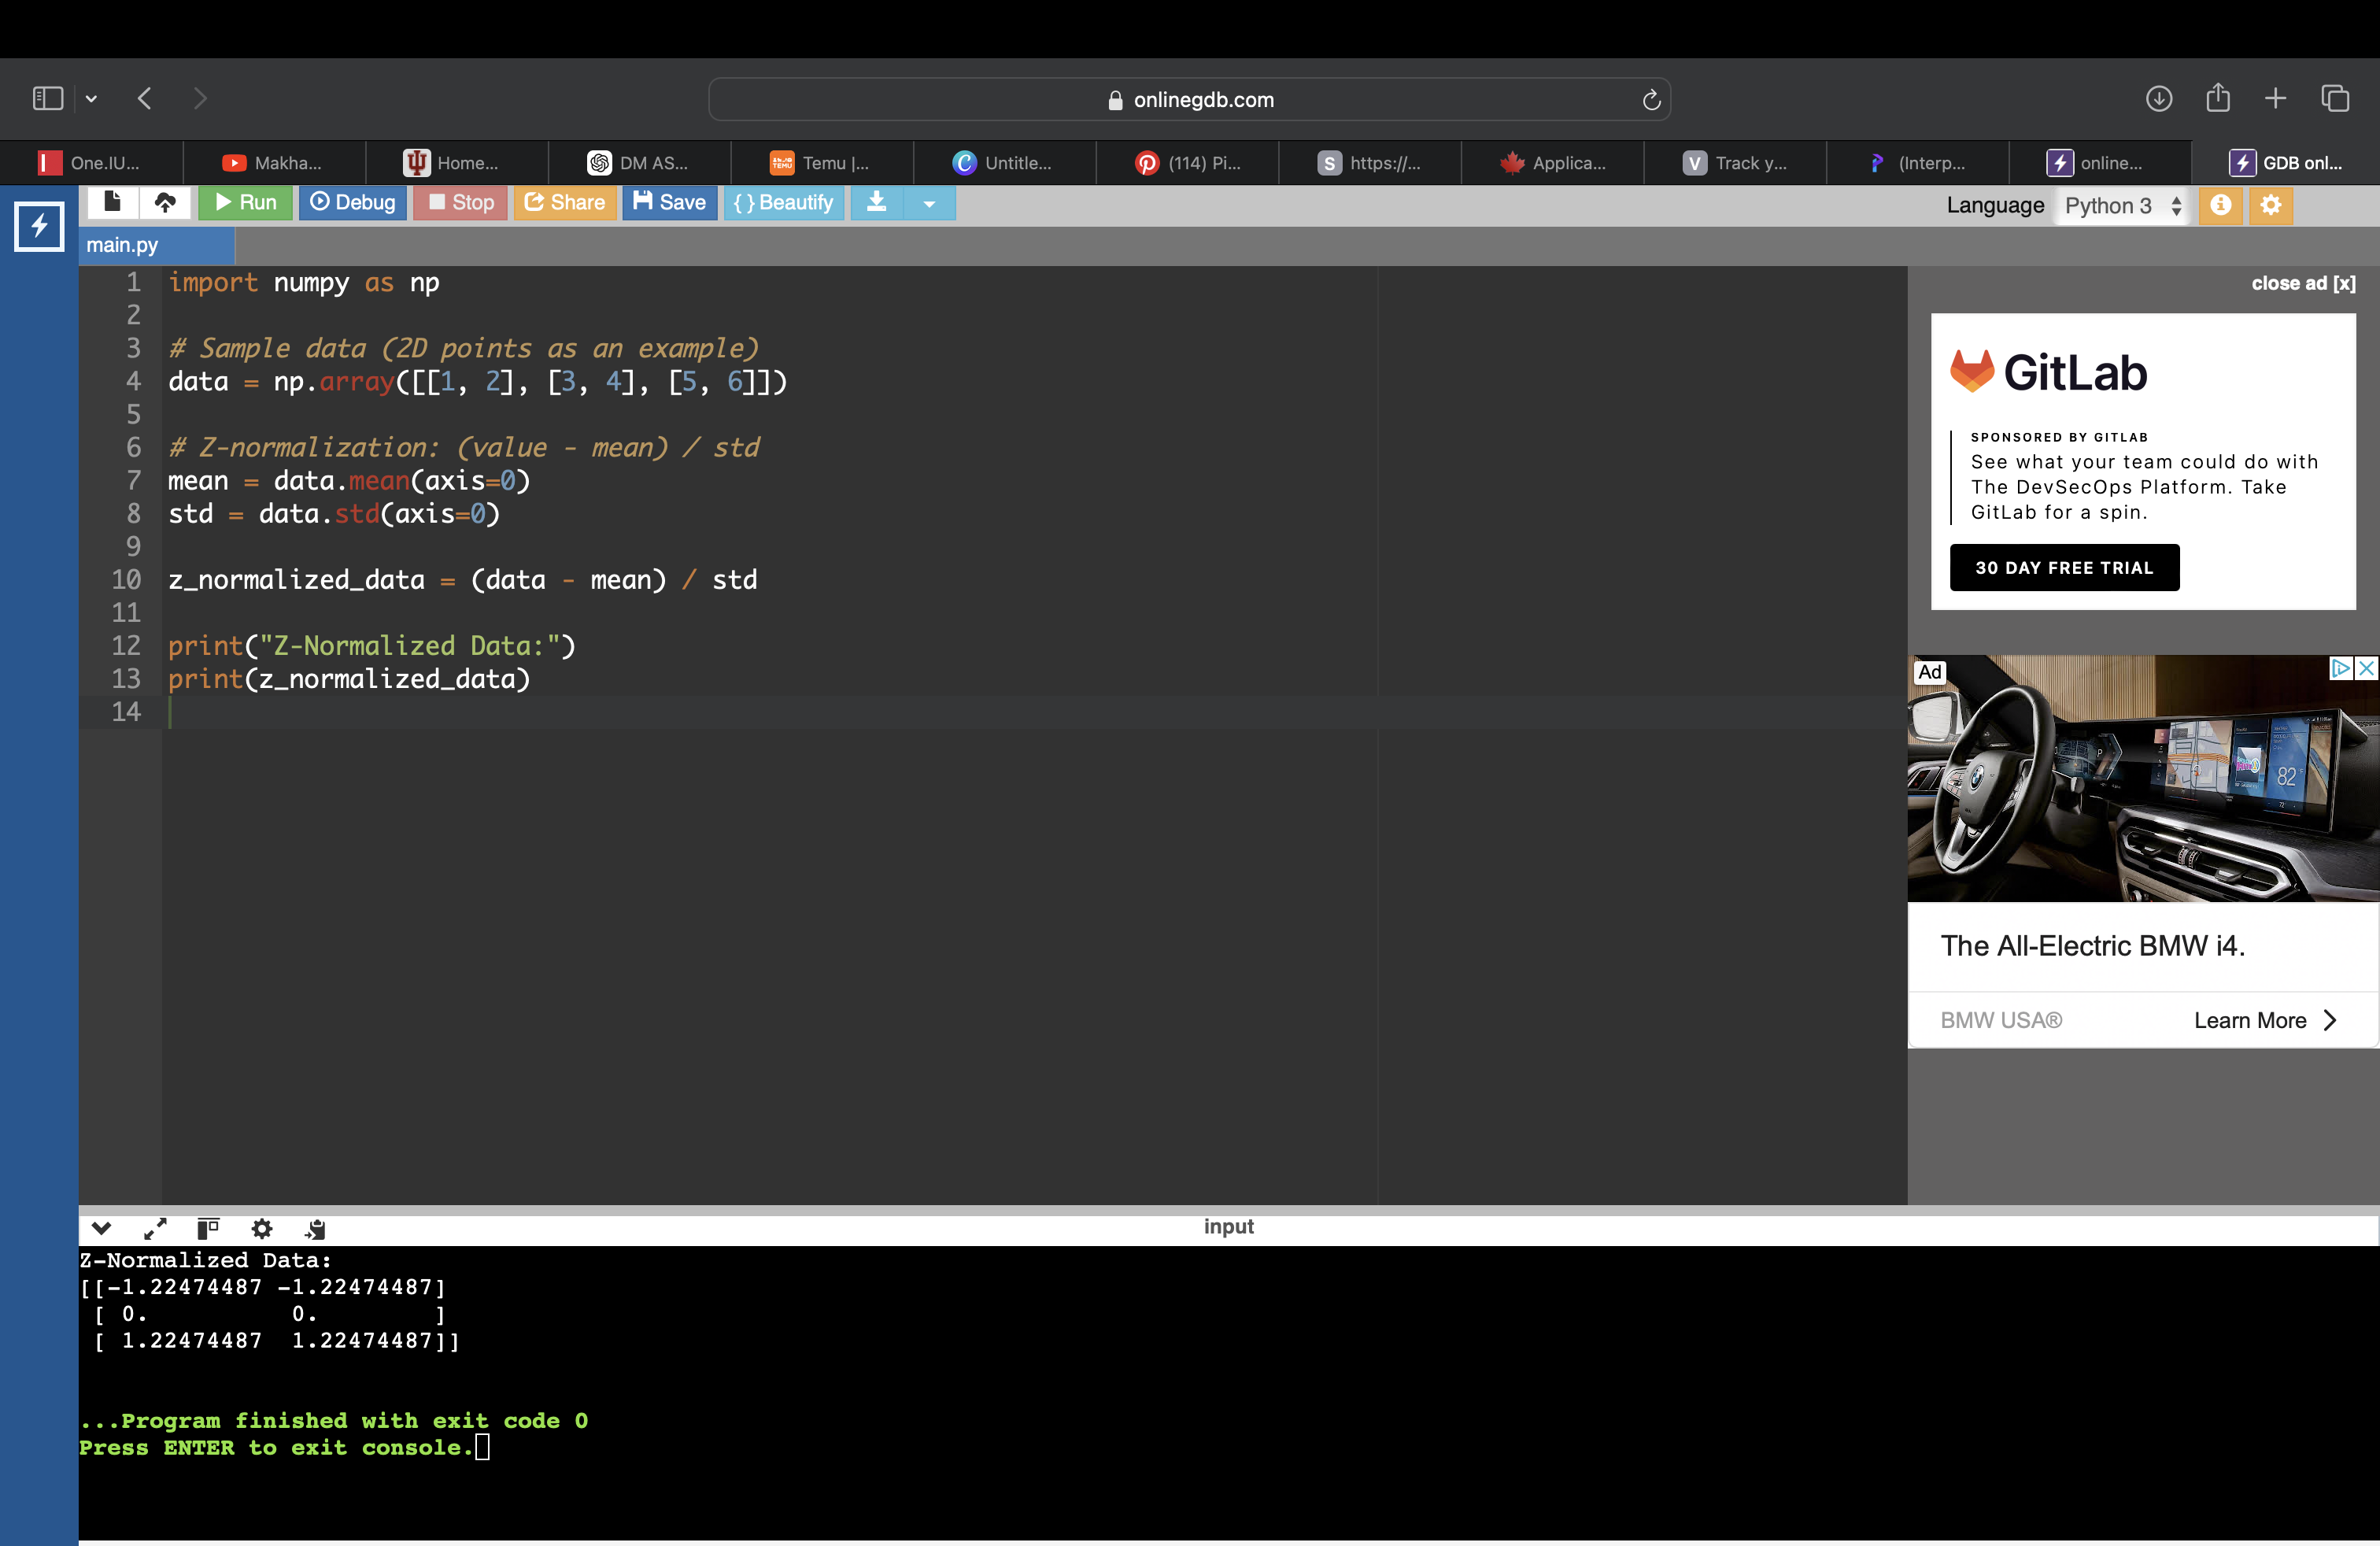 onlinegdb.com
One.IU...
Makha...
Home...
DM AS...
Temu |...
Untitle...
(114) Pi...
https://...
Applica...
Track y...
(Interp...
online...
GDB onl...
Run
Debug
Stop
Share
Save
{ } Beautify
Language
Python 3
main.py
1 import numpy as np
2
3 # Sample data (2D points as an example)
4 data = np.array([[1, 2], [3, 4], [5, 6]])
5
6 # Z-normalization: (value - mean) / std
7 mean = data.mean(axis=0)
8 std = data.std(axis=0)
9
10 z_normalized_data = (data - mean) / std
11
12 print("Z-Normalized Data:")
13 print(z_normalized_data)
14
close ad [x]
GitLab
SPONSORED BY GITLAB
See what your team could do with
The DevSecOps Platform. Take
GitLab for a spin.
30 DAY FREE TRIAL
Ad
82°
The All-Electric BMW i4.
BMW USA®
Learn More
input
Z-Normalized Data:
[[-1.22474487 -1.22474487]
[ 0. 0. ]
[ 1.22474487 1.22474487]]
...Program finished with exit code 0
Press ENTER to exit console.